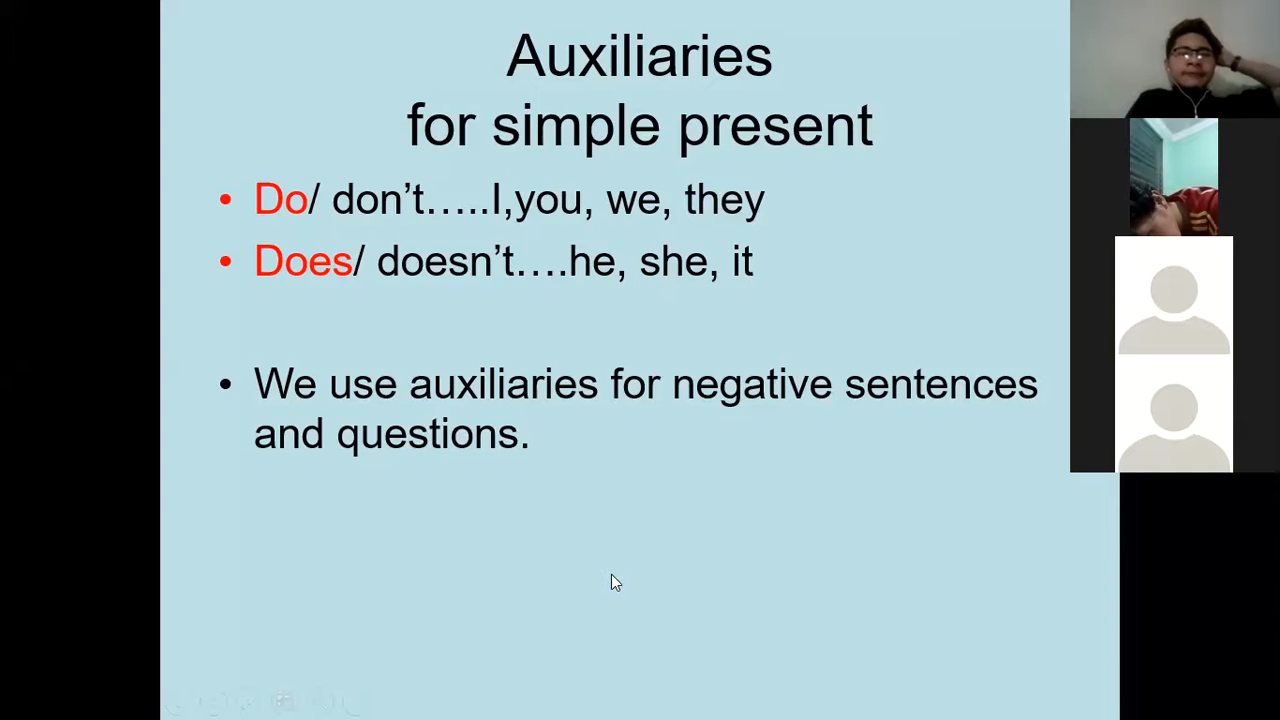 Auxiliaries
for simple present
• Do/ don’t…..I,you, we, they
• Does/ doesn’t….he, she, it
• We use auxiliaries for negative sentences
and questions.